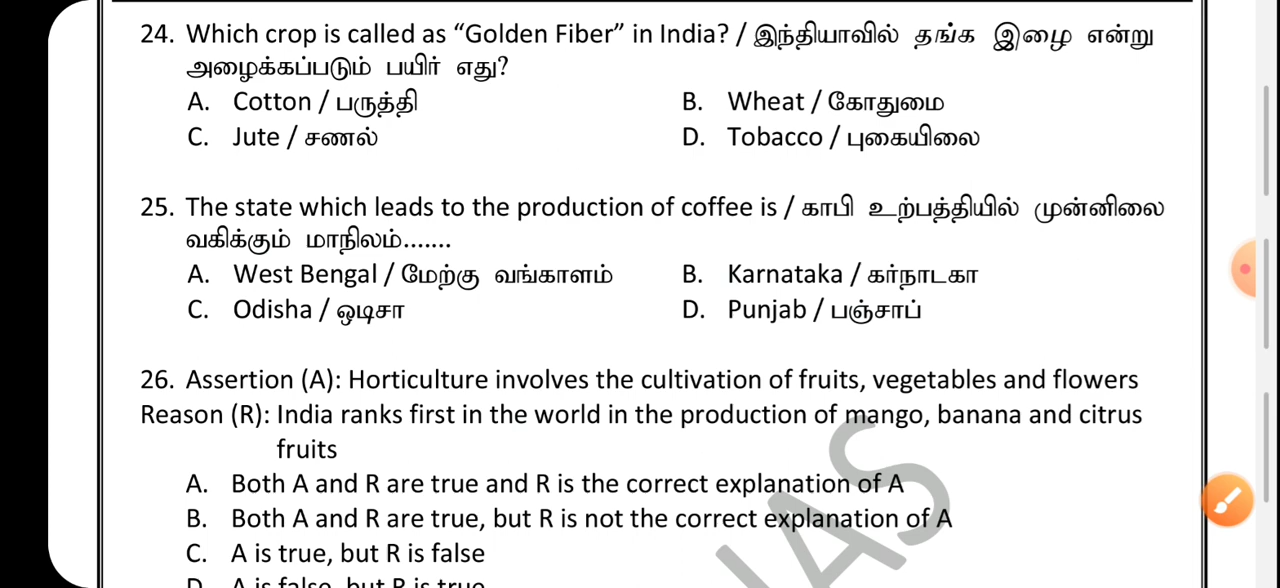 24. Which crop is called as “Golden Fiber” in India? / இந்தியாவில் தங்க இழை என்று
அழைக்கப்படும் பயிர் எது?
A. Cotton / பருத்தி B. Wheat / கோதுமை
C. Jute / சணல் D. Tobacco / புகையிலை
25. The state which leads to the production of coffee is / காபி உற்பத்தியில் முன்னிலை
வகிக்கும் மாநிலம்.......
A. West Bengal / மேற்கு வங்காளம் B. Karnataka / கர்நாடகா
C. Odisha / ஒடிசா D. Punjab / பஞ்சாப்
26. Assertion (A): Horticulture involves the cultivation of fruits, vegetables and flowers
Reason (R): India ranks first in the world in the production of mango, banana and citrus
fruits
A. Both A and R are true and R is the correct explanation of A
B. Both A and R are true, but R is not the correct explanation of A
C. A is true, but R is false
D. A is false, but R is true
IAS